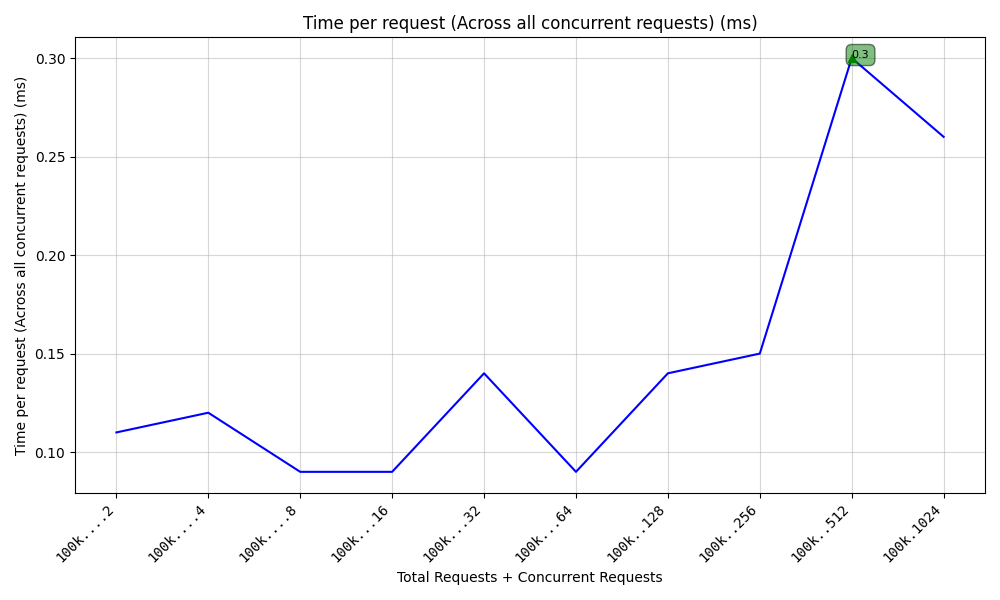 Time per request (Across all concurrent requests) (ms)
Time per request (Across all concurrent requests) (ms)
0.30
0.25
0.20
0.15
0.10
0.3
100k....2
100k....4
100k....8
100k...16
100k...32
100k...64
100k..128
100k..256
100k..512
100k.1024
Total Requests + Concurrent Requests